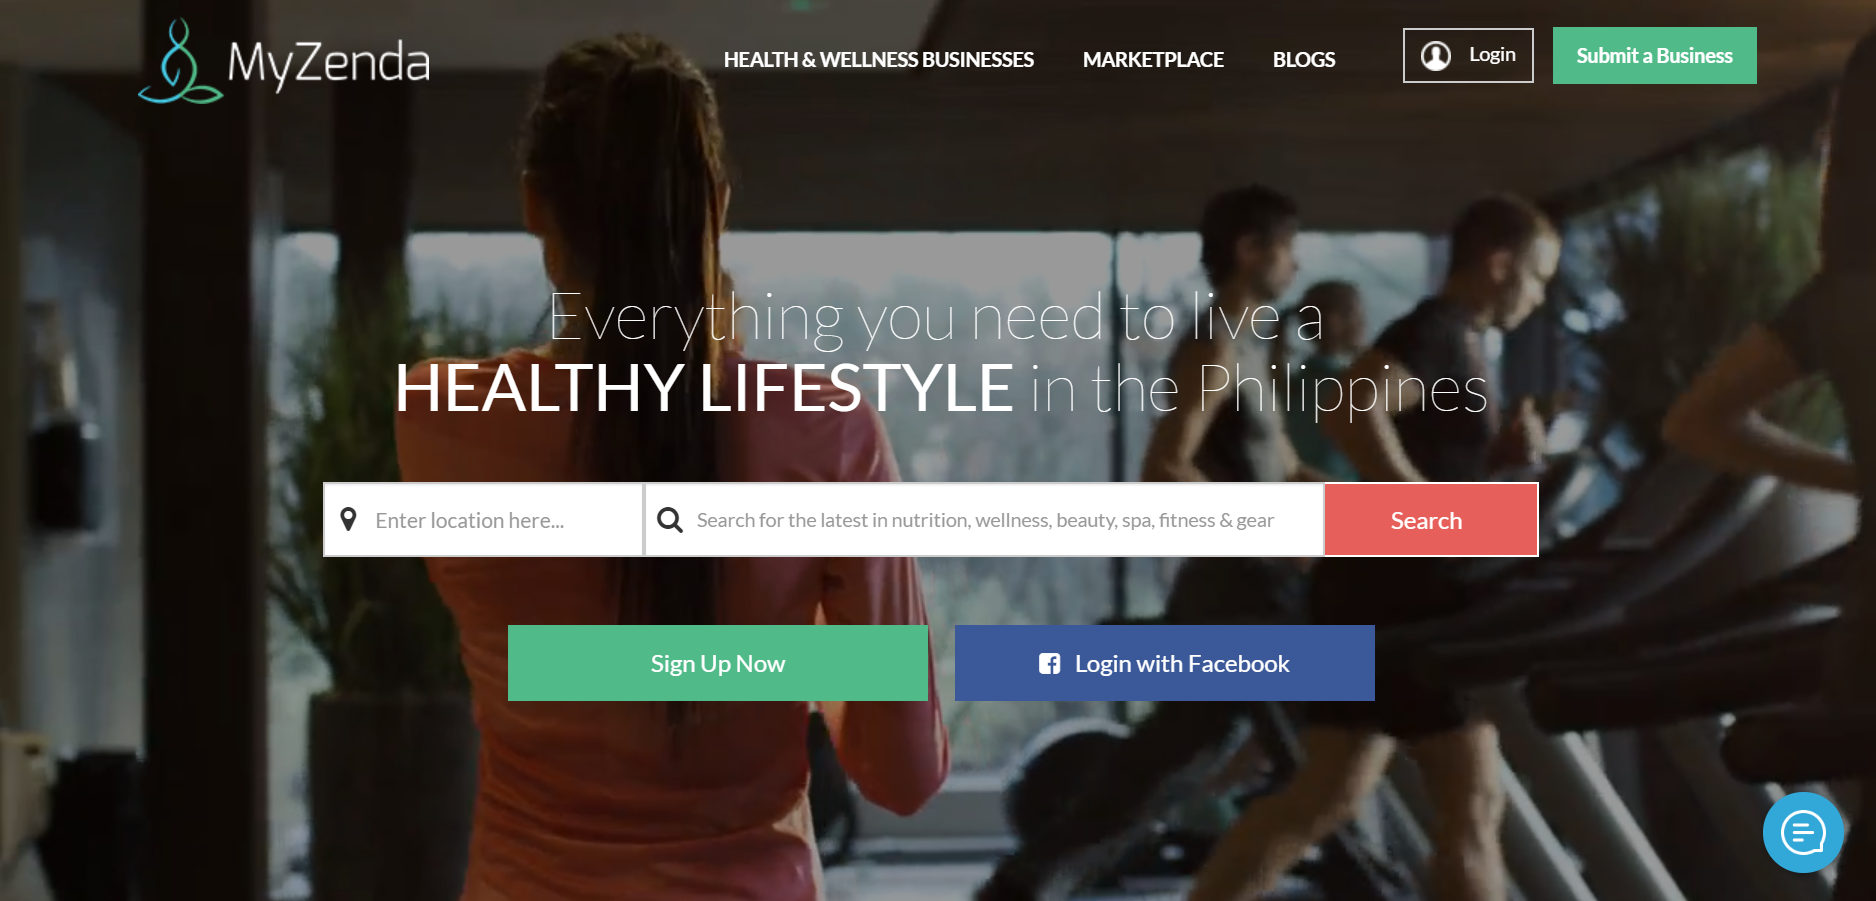 MyZenda
HEALTH & WELLNESS BUSINESSES
MARKETPLACE
BLOGS
Login
Submit a Business
Everything you need to live a
HEALTHY LIFESTYLE in the Philippines
Enter location here...
Search for the latest in nutrition, wellness, beauty, spa, fitness & gear
Search
Sign Up Now
Login with Facebook